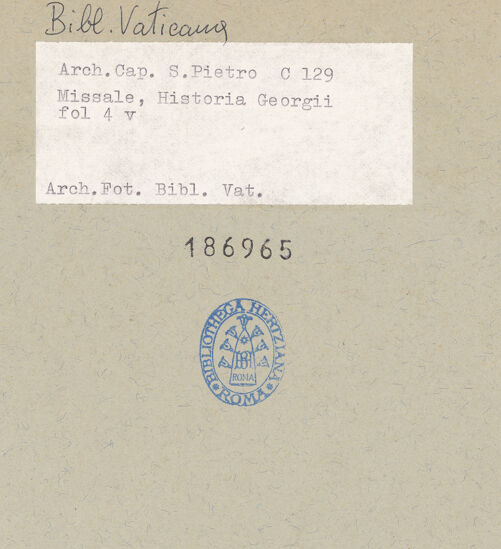 Bibl. Vaticana
Arch.Cap. S.Pietro C 129
Missale, Historia Georgii
fol 4 v
Arch.Fot. Bibl. Vat.
186965
BIBLIOTHECA HERTZIANA
ROMA
ROMA